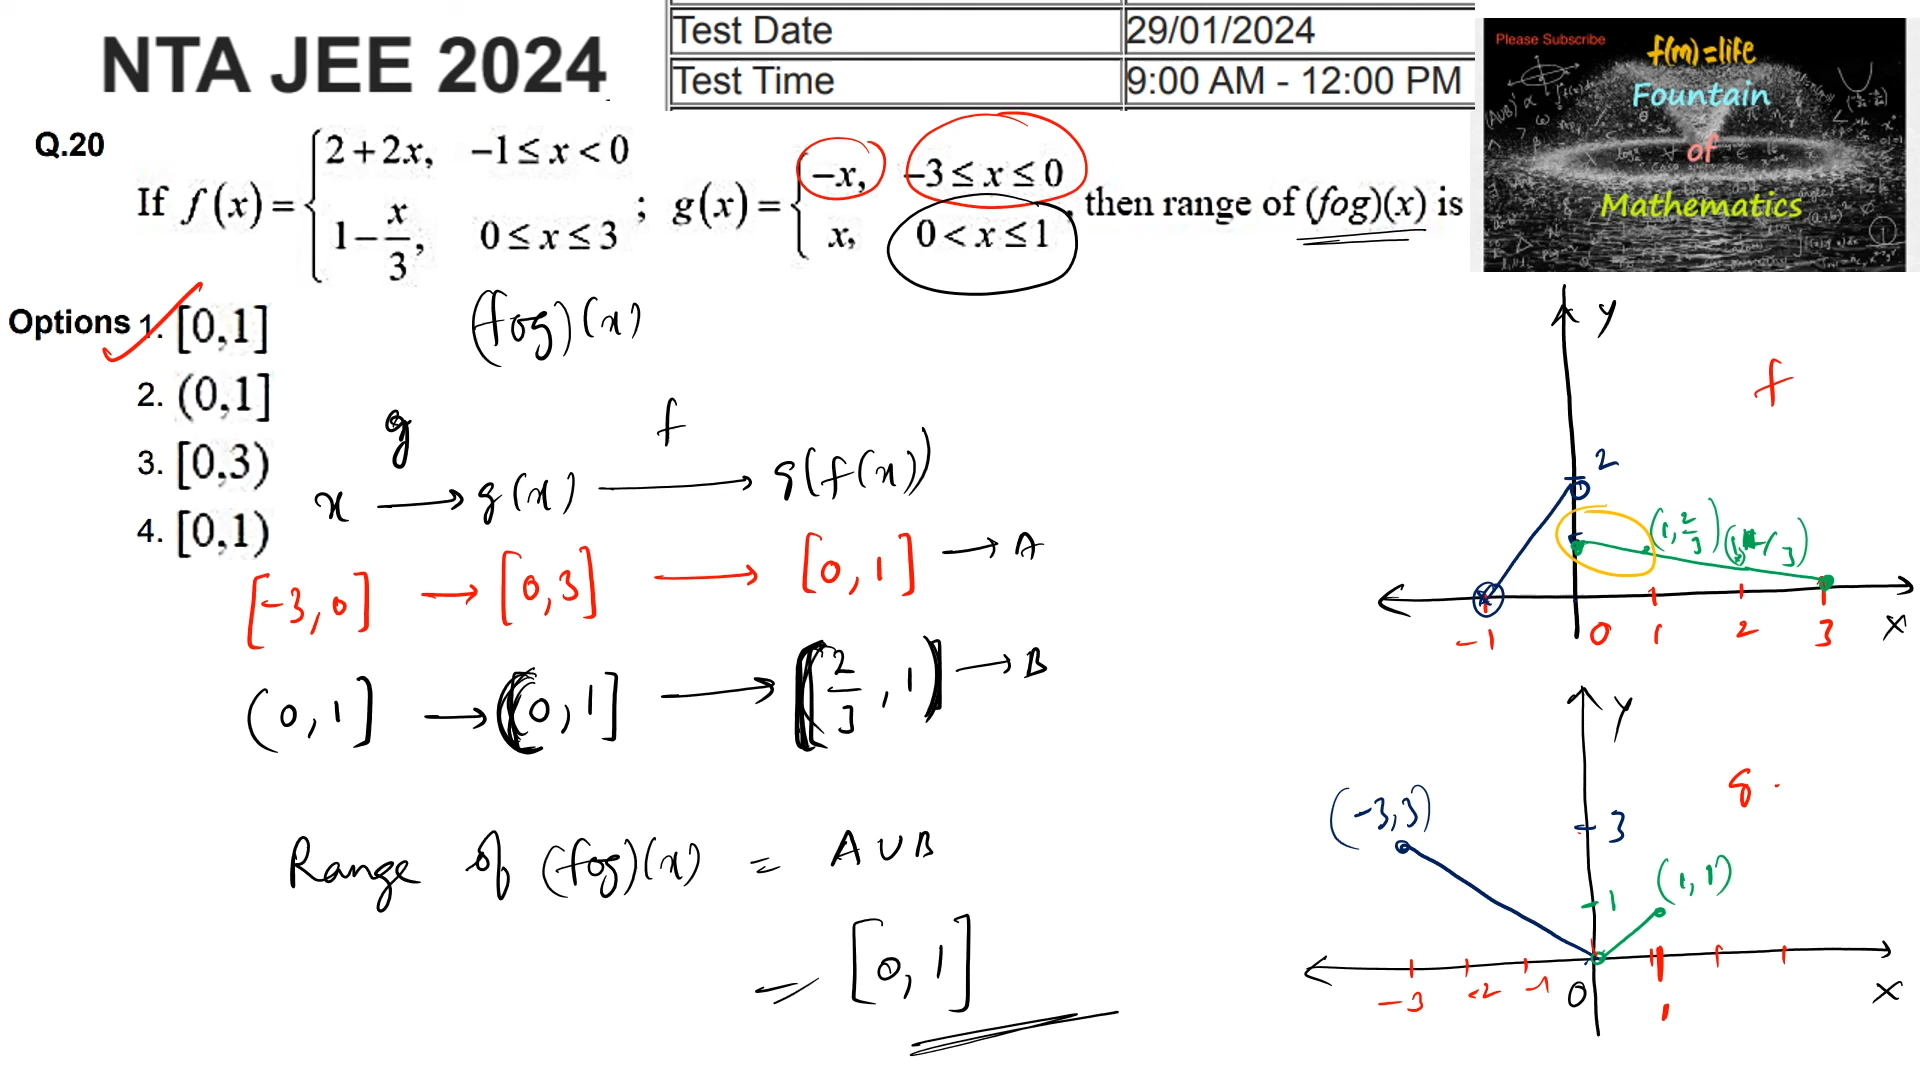 NTA JEE 2024
Test Date 29/01/2024
Test Time 9:00 AM - 12:00 PM
Please Subscribe
f(m)=life
Fountain
of
Mathematics
Q.20
If f(x) = { 2+2x, -1≤x<0
1-x/3, 0≤x≤3
; g(x) = { -x, -3≤x≤0
x, 0<x≤1
, then range of (fog)(x) is
Options 1. [0,1]
2. (0,1]
3. [0,3)
4. [0,1)
(fog)(x)
g f
x → g(x) → g(f(x))
[-3,0] → [0,3] → [0,1] → A
(0,1] → (0,1] → [2/3,1) → B
Range of (fog)(x) = A∪B
= [0,1]
y
f
2
(1, 2/3)
-1 0 1 2 3 x
y
g
(-3,3)
3
(1,1)
1
-3 -2 -1 0 1 x